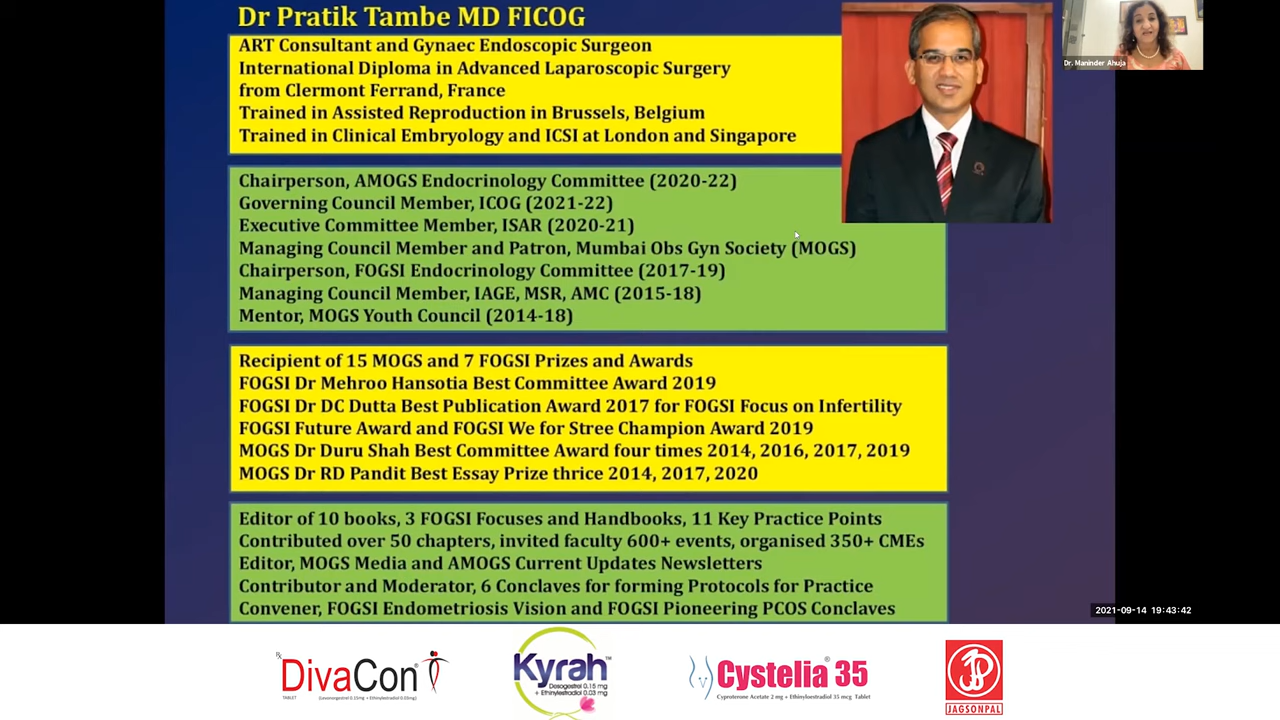 Dr Pratik Tambe MD FICOG
ART Consultant and Gynaec Endoscopic Surgeon
International Diploma in Advanced Laparoscopic Surgery
from Clermont Ferrand, France
Trained in Assisted Reproduction in Brussels, Belgium
Trained in Clinical Embryology and ICSI at London and Singapore
Dr. Maninder Ahuja
Chairperson, AMOGS Endocrinology Committee (2020-22)
Governing Council Member, ICOG (2021-22)
Executive Committee Member, ISAR (2020-21)
Managing Council Member and Patron, Mumbai Obs Gyn Society (MOGS)
Chairperson, FOGSI Endocrinology Committee (2017-19)
Managing Council Member, IAGE, MSR, AMC (2015-18)
Mentor, MOGS Youth Council (2014-18)
Recipient of 15 MOGS and 7 FOGSI Prizes and Awards
FOGSI Dr Mehroo Hansotia Best Committee Award 2019
FOGSI Dr DC Dutta Best Publication Award 2017 for FOGSI Focus on Infertility
FOGSI Future Award and FOGSI We for Stree Champion Award 2019
MOGS Dr Duru Shah Best Committee Award four times 2014, 2016, 2017, 2019
MOGS Dr RD Pandit Best Essay Prize thrice 2014, 2017, 2020
Editor of 10 books, 3 FOGSI Focuses and Handbooks, 11 Key Practice Points
Contributed over 50 chapters, invited faculty 600+ events, organised 350+ CMEs
Editor, MOGS Media and AMOGS Current Updates Newsletters
Contributor and Moderator, 6 Conclaves for forming Protocols for Practice
Convener, FOGSI Endometriosis Vision and FOGSI Pioneering PCOS Conclaves
2021-09-14 19:43:42
℞
DivaCon®
TABLET (Levonorgestrel 0.15mg + Ethinylestradiol 0.03mg)
Kyrah™
Desogestrel 0.15 mg
+ Ethinylestradiol 0.03 mg
Cystelia® 35
Cyproterone Acetate 2 mg + Ethinyloestradiol 35 mcg Tablet
JAGSONPAL